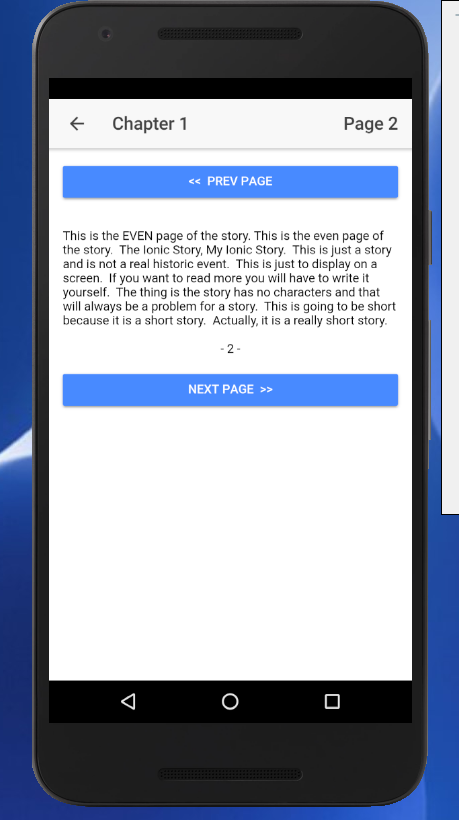 Chapter 1 Page 2
<< PREV PAGE
This is the EVEN page of the story. This is the even page of
the story.  The Ionic Story, My Ionic Story.  This is just a story
and is not a real historic event.  This is just to display on a
screen.  If you want to read more you will have to write it
yourself.  The thing is the story has no characters and that
will always be a problem for a story.  This is going to be short
because it is a short story.  Actually, it is a really short story.
- 2 -
NEXT PAGE >>